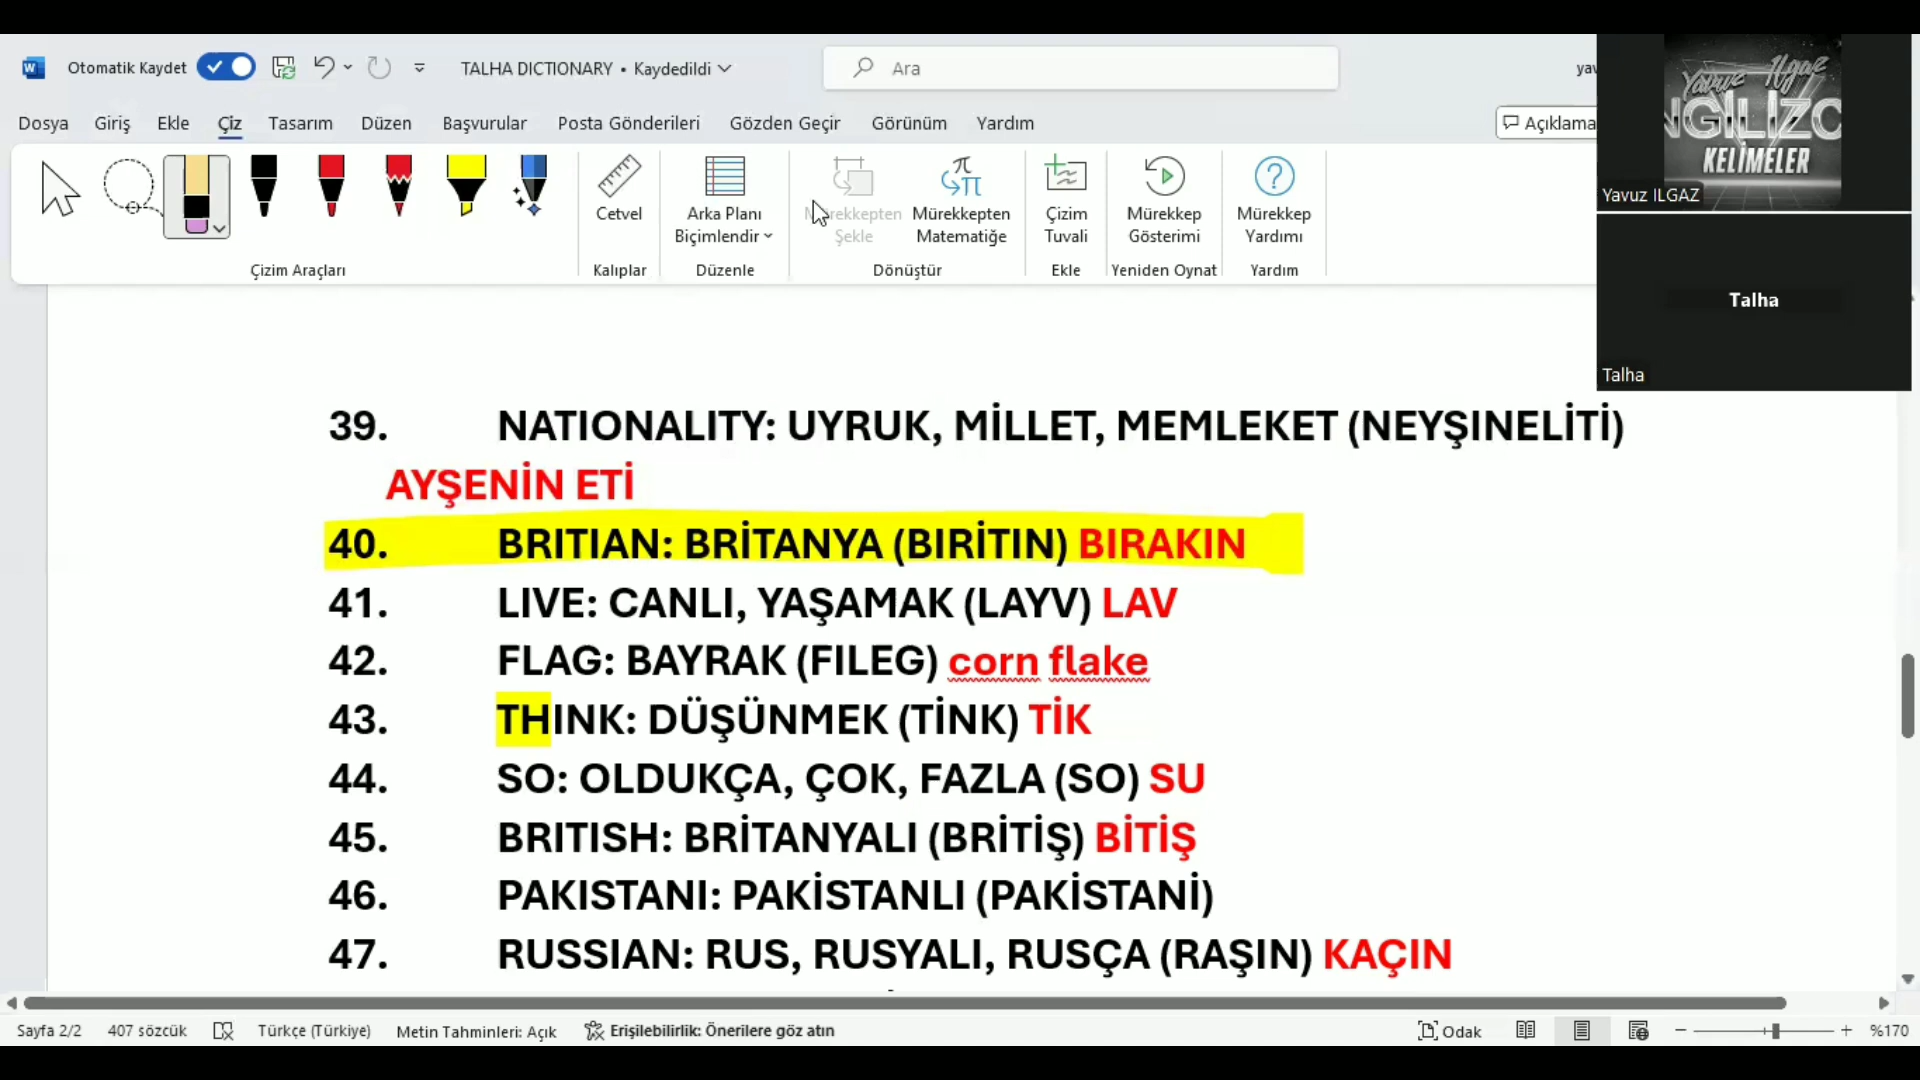 Otomatik Kaydet
TALHA DICTIONARY • Kaydedildi
Ara
yav
Dosya Giriş Ekle Çiz Tasarım Düzen Başvurular Posta Gönderileri Gözden Geçir Görünüm Yardım
Açıklama
Cetvel
Arka Planı
Biçimlendir
Mürekkepten
Şekle
Mürekkepten
Matematiğe
Çizim
Tuvali
Mürekkep
Gösterimi
Mürekkep
Yardımı
Çizim Araçları Kalıplar Düzenle Dönüştür Ekle Yeniden Oynat Yardım
Yavuz Ilgaz
NGİLİZC
KELİMELER
Yavuz ILGAZ
Talha
Talha
39. NATIONALITY: UYRUK, MİLLET, MEMLEKET (NEYŞINELİTİ)
AYŞENİN ETİ
40. BRITIAN: BRİTANYA (BIRİTIN) BIRAKIN
41. LIVE: CANLI, YAŞAMAK (LAYV) LAV
42. FLAG: BAYRAK (FILEG) corn flake
43. THINK: DÜŞÜNMEK (TİNK) TİK
44. SO: OLDUKÇA, ÇOK, FAZLA (SO) SU
45. BRITISH: BRİTANYALI (BRİTİŞ) BİTİŞ
46. PAKISTANI: PAKİSTANLI (PAKİSTANİ)
47. RUSSIAN: RUS, RUSYALI, RUSÇA (RAŞIN) KAÇIN
Sayfa 2/2 407 sözcük Türkçe (Türkiye) Metin Tahminleri: Açık Erişilebilirlik: Önerilere göz atın Odak %170